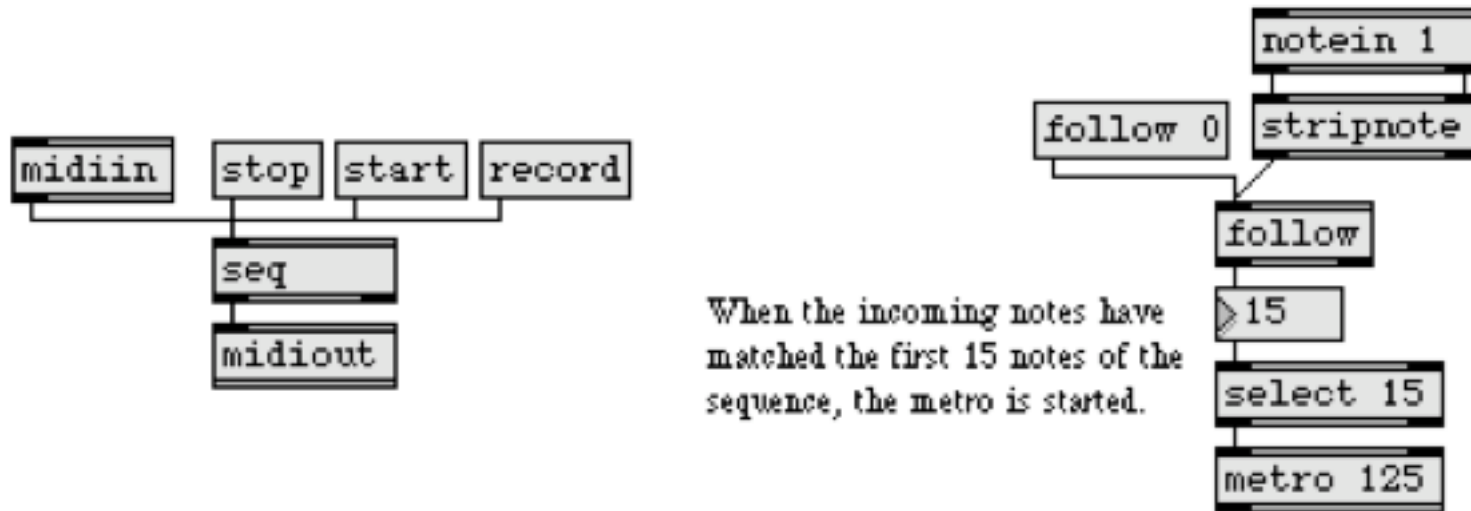 notein 1
follow 0
stripnote
midiin
stop
start
record
follow
seq
When the incoming notes have
matched the first 15 notes of the
sequence, the metro is started.
15
midiout
select 15
metro 125